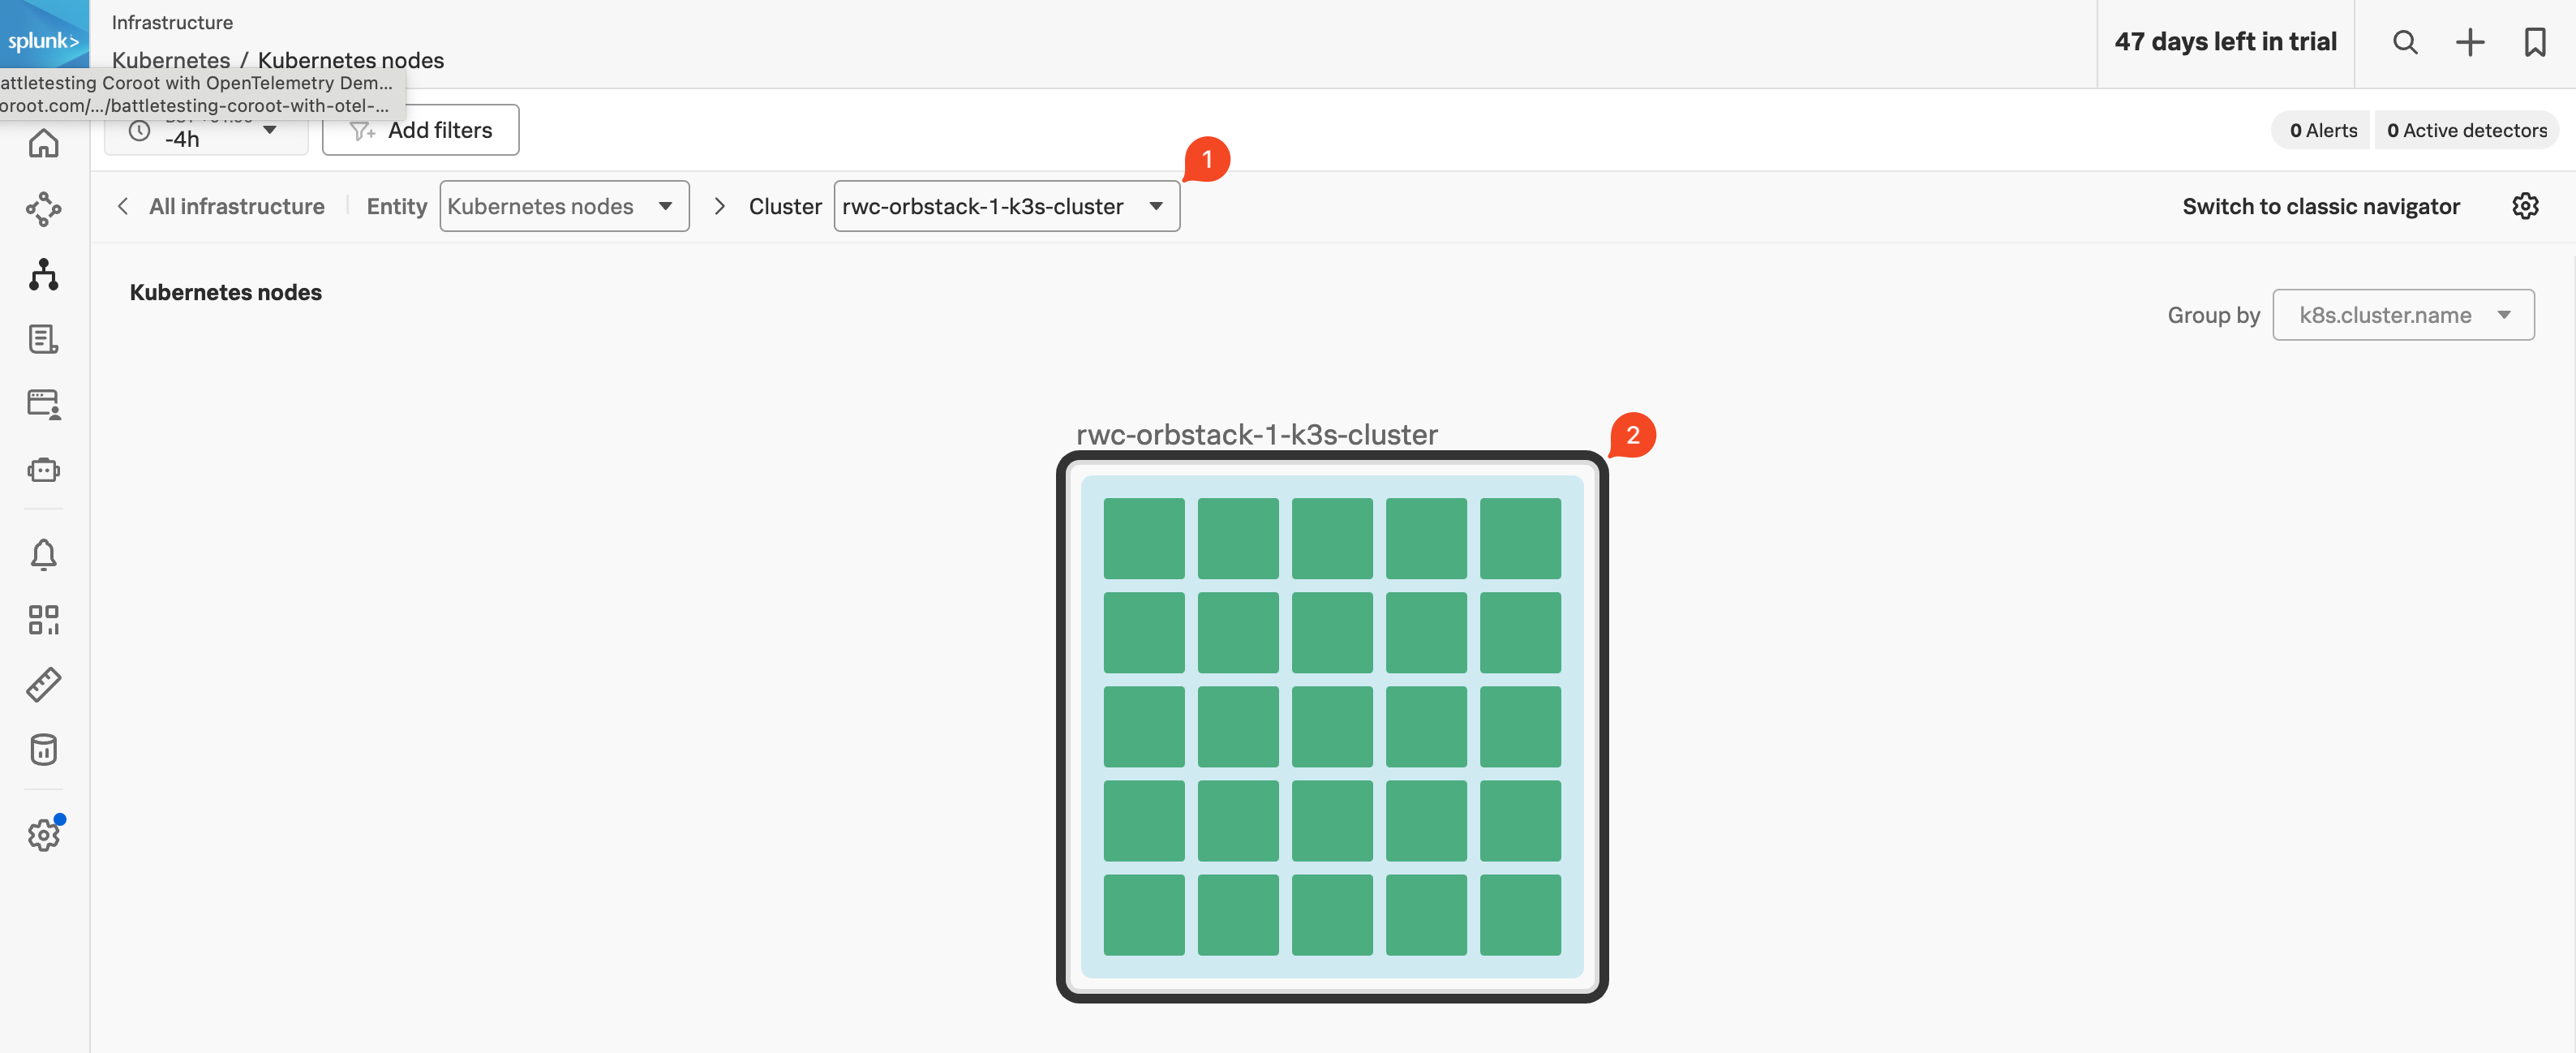 splunk>
Infrastructure
Kubernetes / Kubernetes nodes
47 days left in trial
attletesting Coroot with OpenTelemetry Dem...
oroot.com/.../battletesting-coroot-with-otel-...
-4h
Add filters
0 Alerts
0 Active detectors
1
All infrastructure
Entity
Kubernetes nodes
Cluster
rwc-orbstack-1-k3s-cluster
Switch to classic navigator
Kubernetes nodes
Group by
k8s.cluster.name
rwc-orbstack-1-k3s-cluster
2